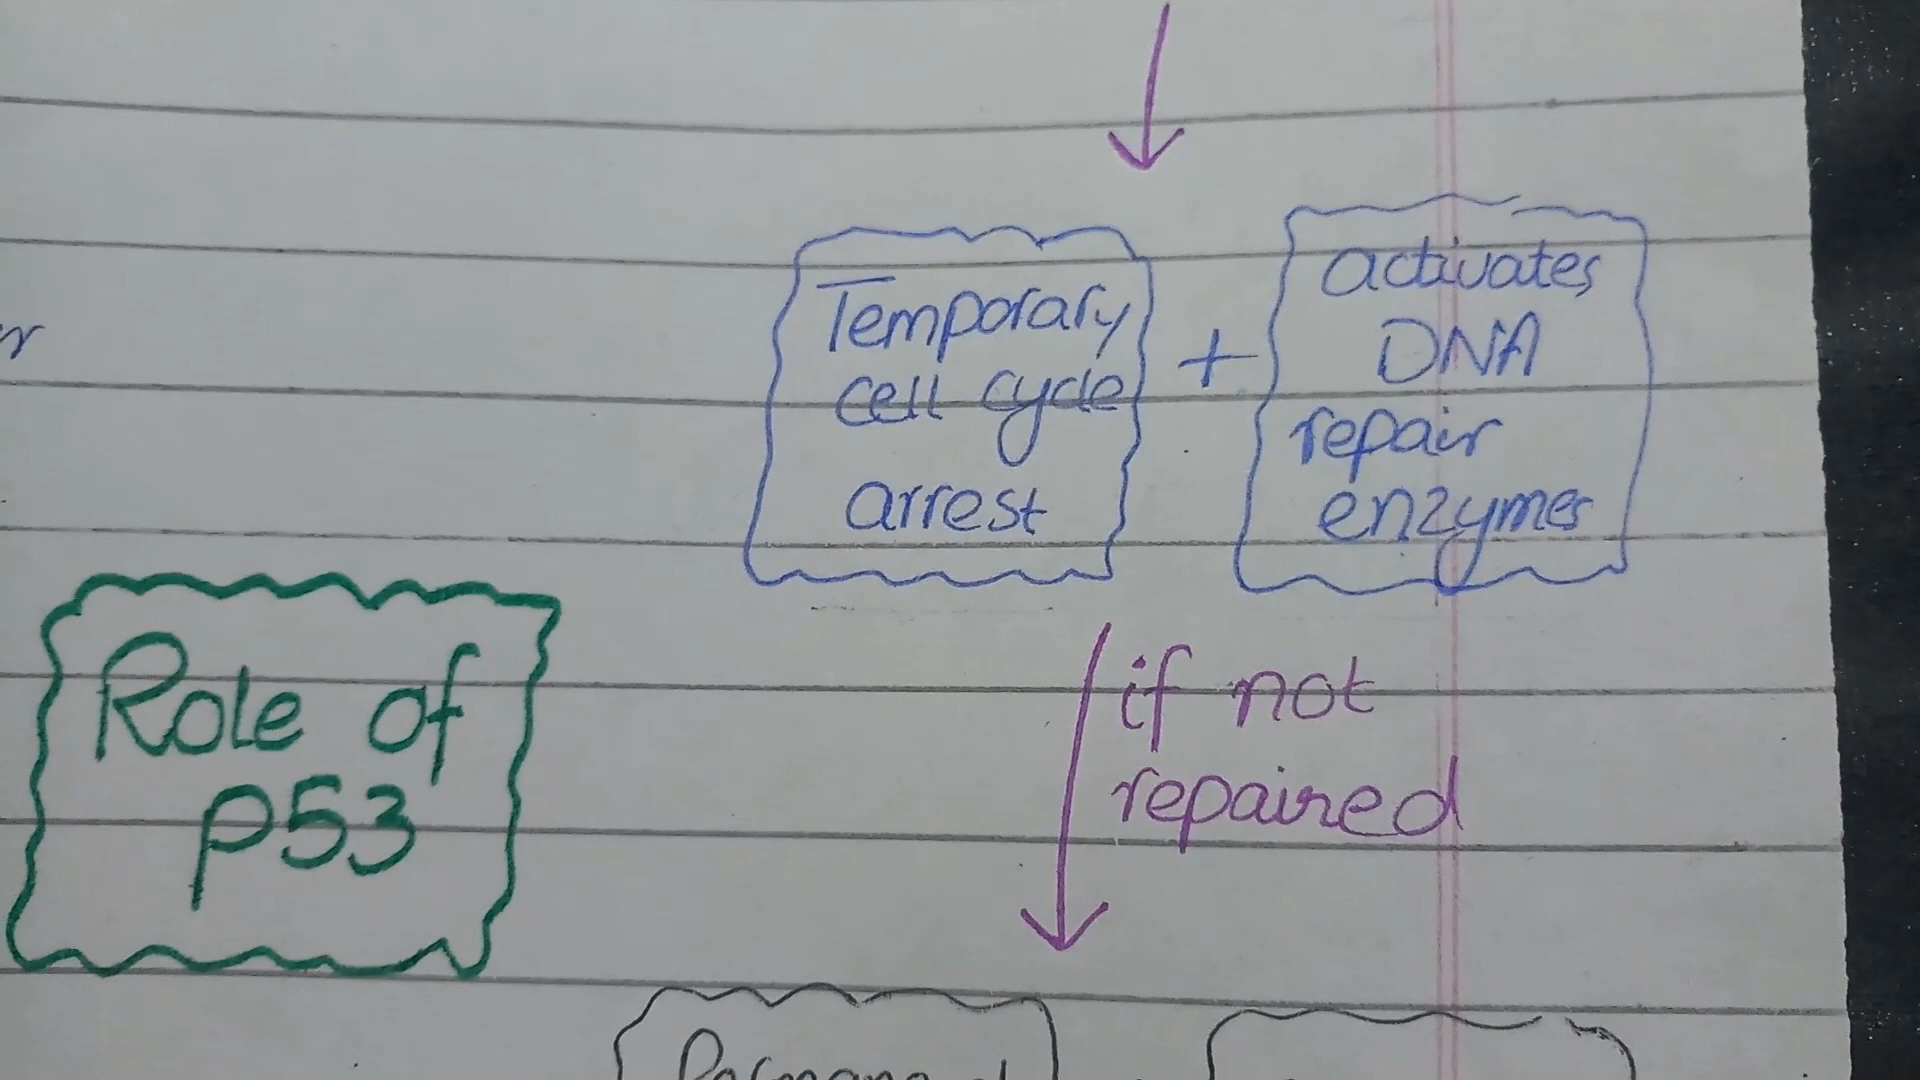 Temporary
cell cycle
arrest
+
activates
DNA
repair
enzymes
Role of
P53
if not
repaired